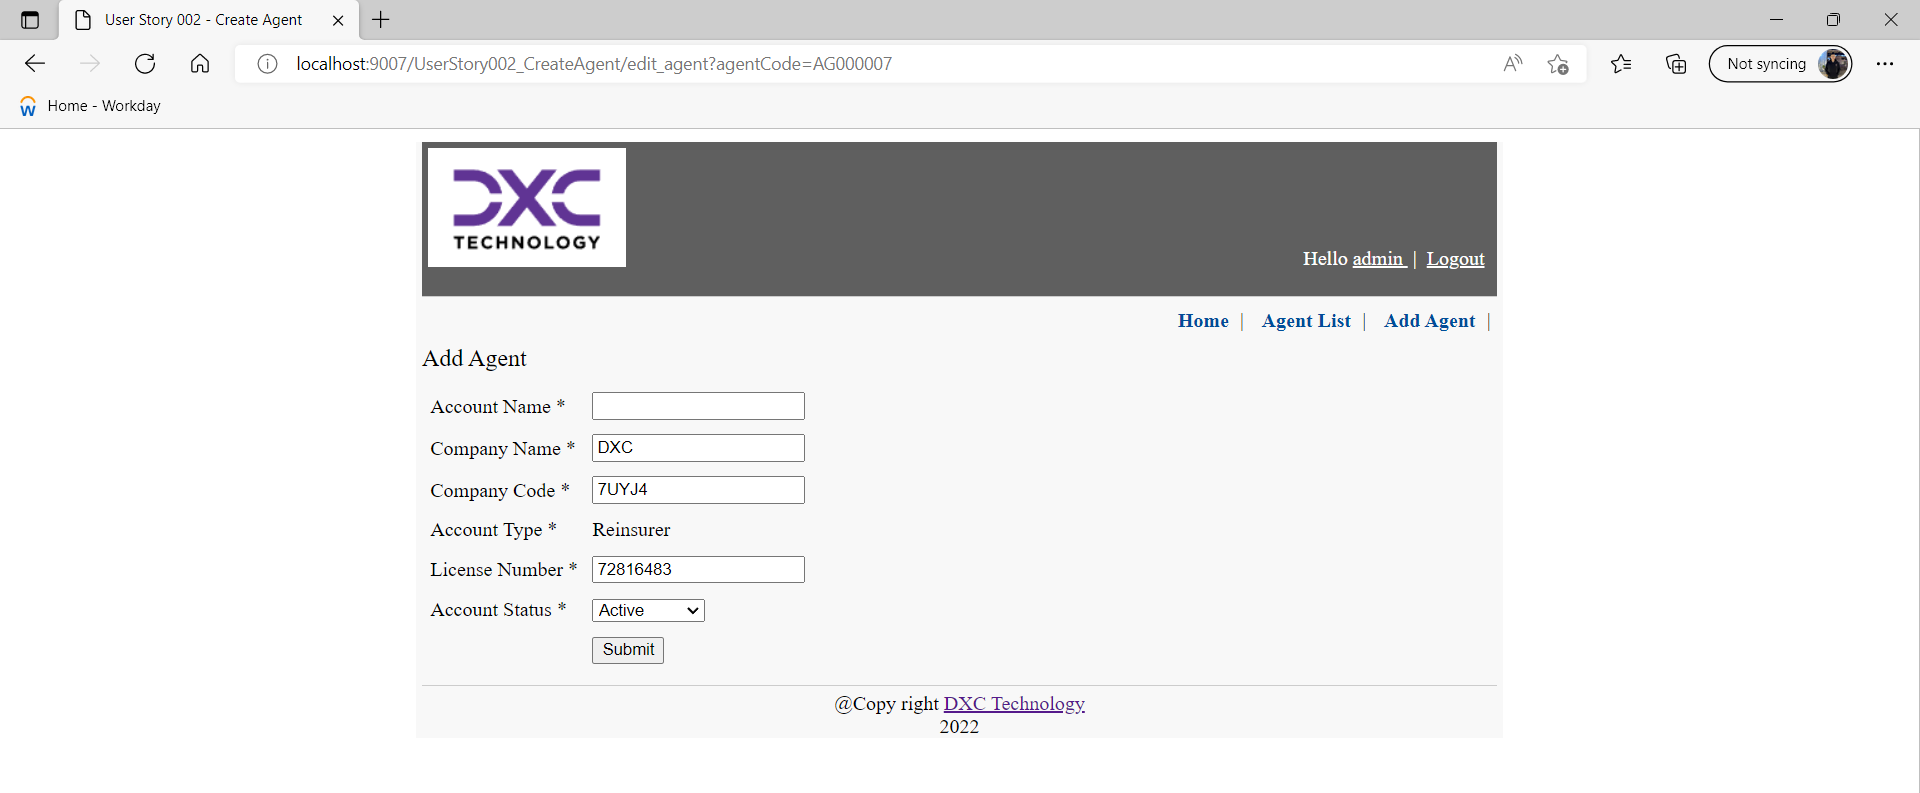 User Story 002 - Create Agent
localhost:9007/UserStory002_CreateAgent/edit_agent?agentCode=AG000007
Not syncing
Home - Workday
DXC
TECHNOLOGY
Hello admin | Logout
Home | Agent List | Add Agent |
Add Agent
Account Name *
Company Name * DXC
Company Code * 7UYJ4
Account Type * Reinsurer
License Number * 72816483
Account Status * Active
Submit
@Copy right DXC Technology
2022